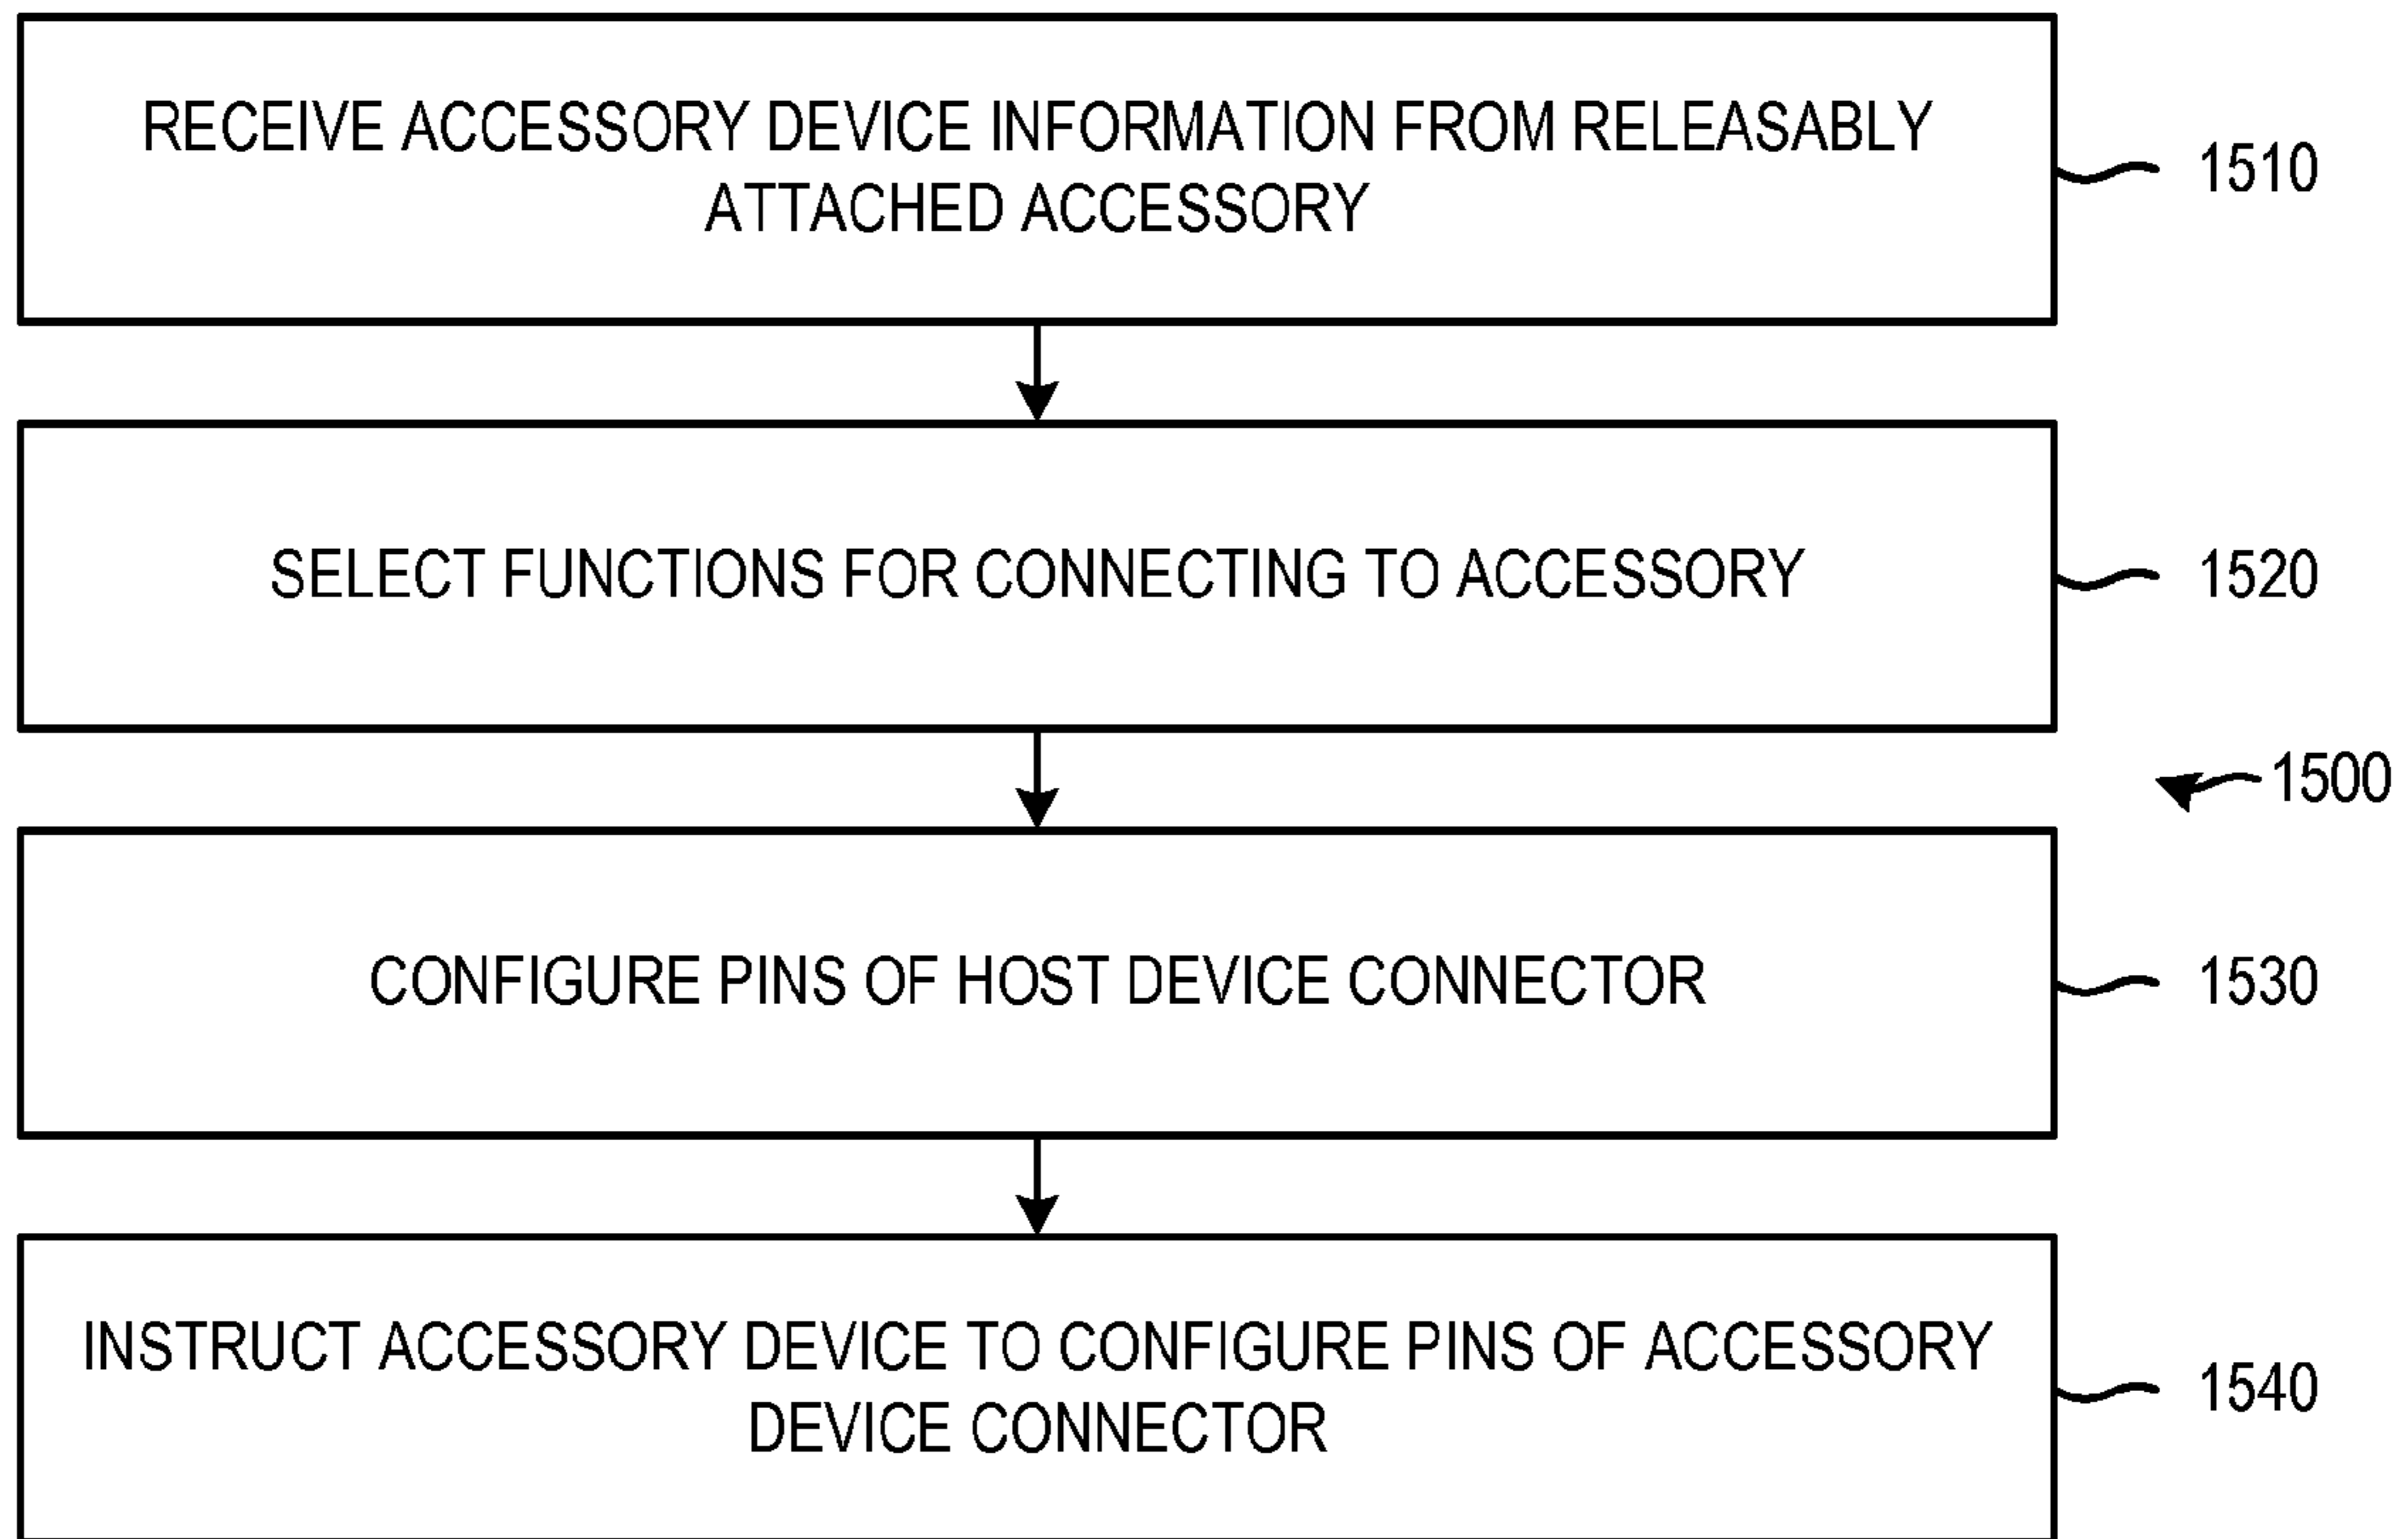 RECEIVE ACCESSORY DEVICE INFORMATION FROM RELEASABLY
ATTACHED ACCESSORY
1510
SELECT FUNCTIONS FOR CONNECTING TO ACCESSORY
1520
1500
CONFIGURE PINS OF HOST DEVICE CONNECTOR
1530
INSTRUCT ACCESSORY DEVICE TO CONFIGURE PINS OF ACCESSORY
DEVICE CONNECTOR
1540